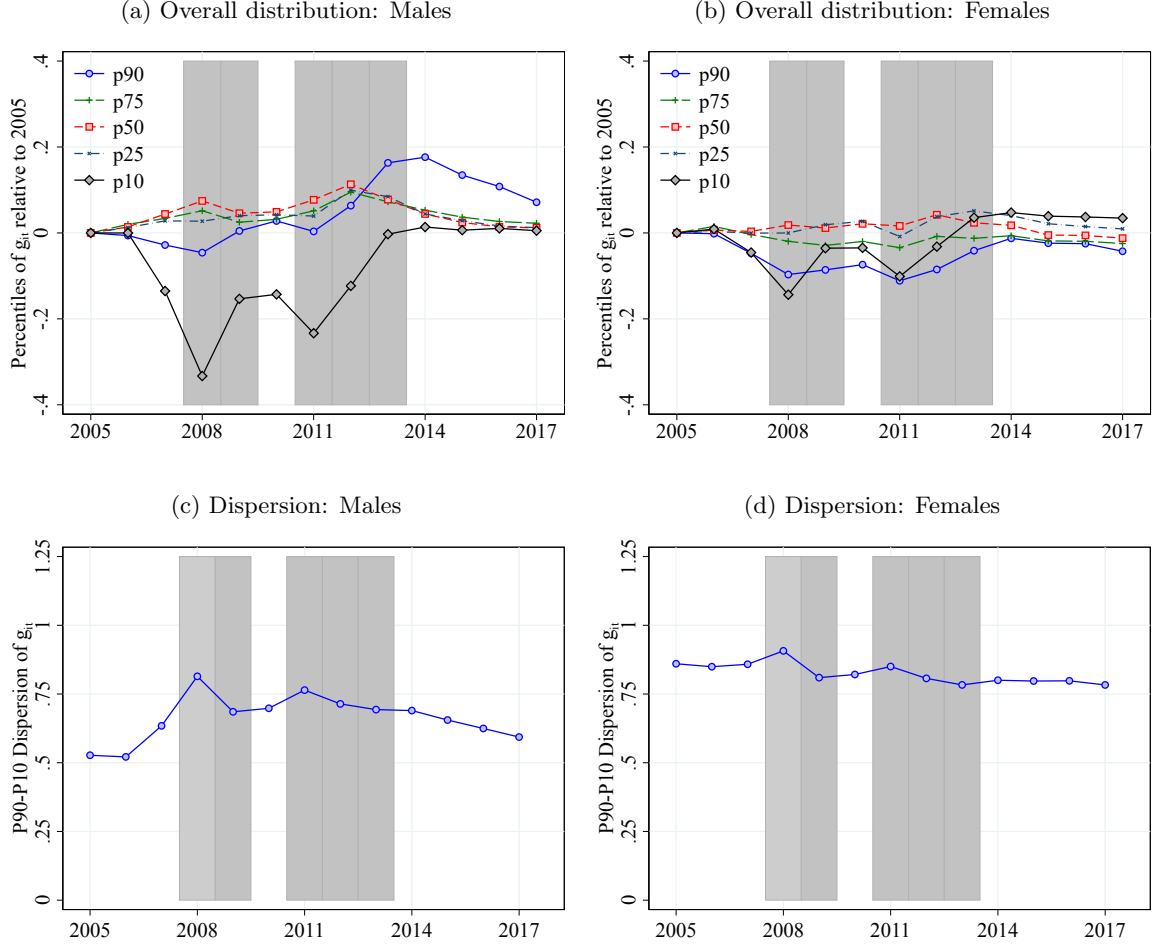 (a) Overall distribution: Males
Percentiles of g_it relative to 2005
.4
.2
0
-.2
-.4
p90
p75
p50
p25
p10
2005 2008 2011 2014 2017
(b) Overall distribution: Females
Percentiles of g_it relative to 2005
.4
.2
0
-.2
-.4
p90
p75
p50
p25
p10
2005 2008 2011 2014 2017
(c) Dispersion: Males
P90-P10 Dispersion of g_it
1.25
1
.75
.5
.25
0
2005 2008 2011 2014 2017
(d) Dispersion: Females
P90-P10 Dispersion of g_it
1.25
1
.75
.5
.25
0
2005 2008 2011 2014 2017